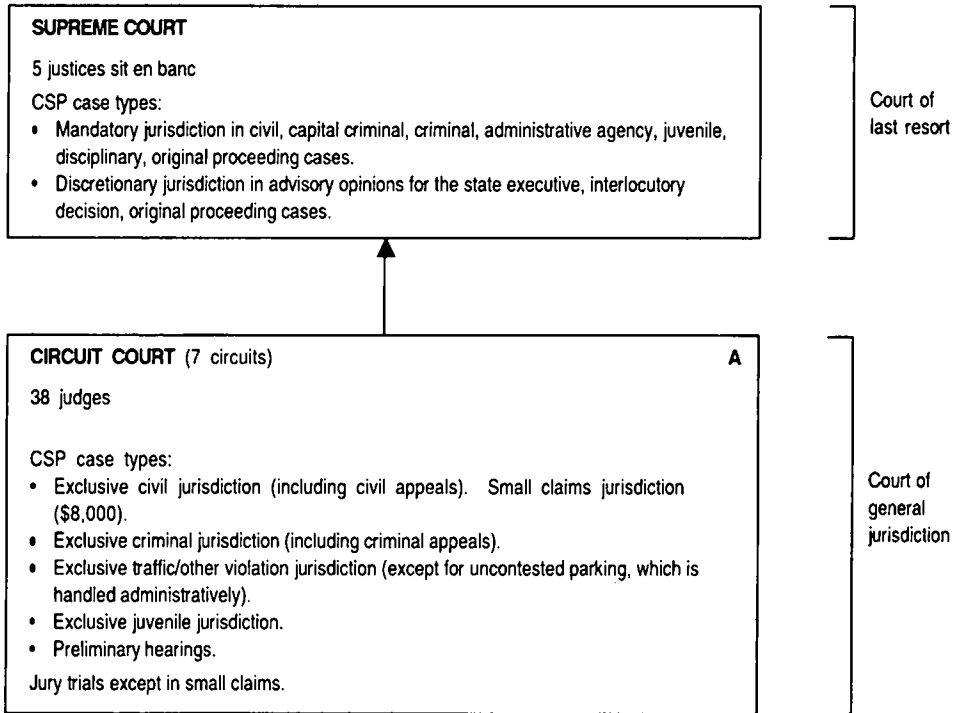 SUPREME COURT
5 justices sit en banc
CSP case types:
• Mandatory jurisdiction in civil, capital criminal, criminal, administrative agency, juvenile,
disciplinary, original proceeding cases.
• Discretionary jurisdiction in advisory opinions for the state executive, interlocutory
decision, original proceeding cases.
Court of
last resort
CIRCUIT COURT (7 circuits) A
38 judges
CSP case types:
• Exclusive civil jurisdiction (including civil appeals). Small claims jurisdiction
($8,000).
• Exclusive criminal jurisdiction (including criminal appeals).
• Exclusive traffic/other violation jurisdiction (except for uncontested parking, which is
handled administratively).
• Exclusive juvenile jurisdiction.
• Preliminary hearings.
Jury trials except in small claims.
Court of
general
jurisdiction